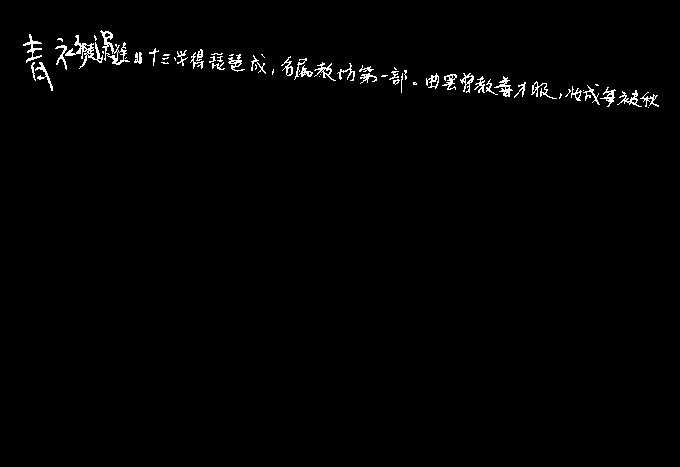 青 十三学得琵琶成，名属教坊第一部。曲罢曾教善才服，妆成每被秋